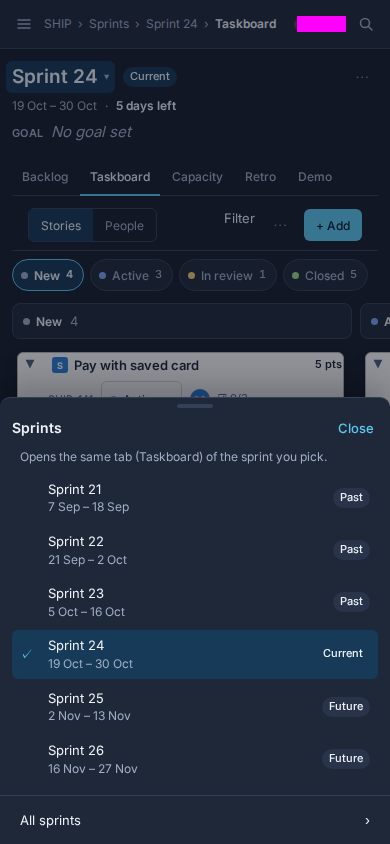 SHIP › Sprints › Sprint 24 › Taskboard
Sprint 24 ▾ Current ...
19 Oct – 30 Oct · 5 days left
GOAL No goal set
Backlog Taskboard Capacity Retro Demo
Stories People Filter ... + Add
New 4 Active 3 In review 1 Closed 5
New 4
▼ S Pay with saved card 5 pts ▼
Sprints Close
Opens the same tab (Taskboard) of the sprint you pick.
Sprint 21
7 Sep – 18 Sep
Past
Sprint 22
21 Sep – 2 Oct
Past
Sprint 23
5 Oct – 16 Oct
Past
✓ Sprint 24
19 Oct – 30 Oct
Current
Sprint 25
2 Nov – 13 Nov
Future
Sprint 26
16 Nov – 27 Nov
Future
All sprints ›